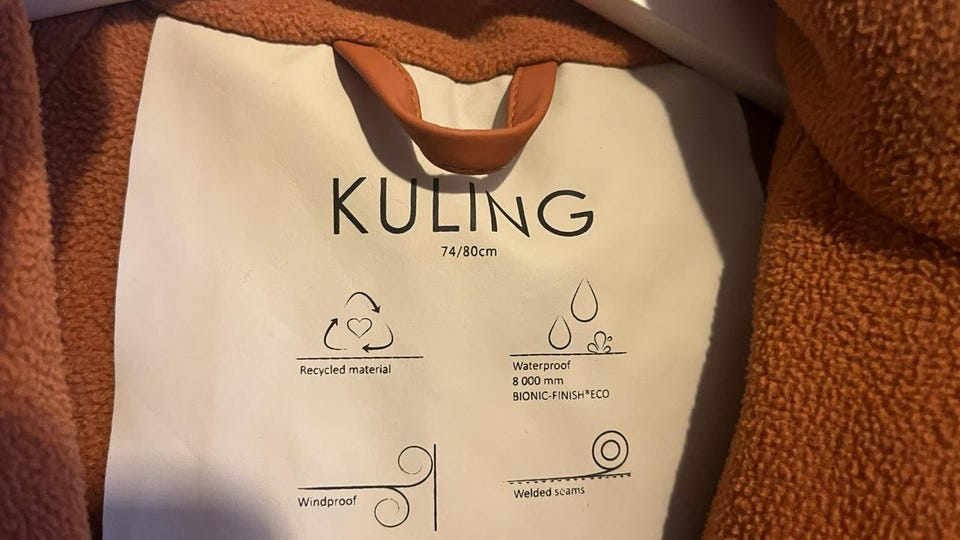 KULING
74/80cm
Recycled material
Waterproof
8 000 mm
BIONIC-FINISH®ECO
Windproof
Welded seams